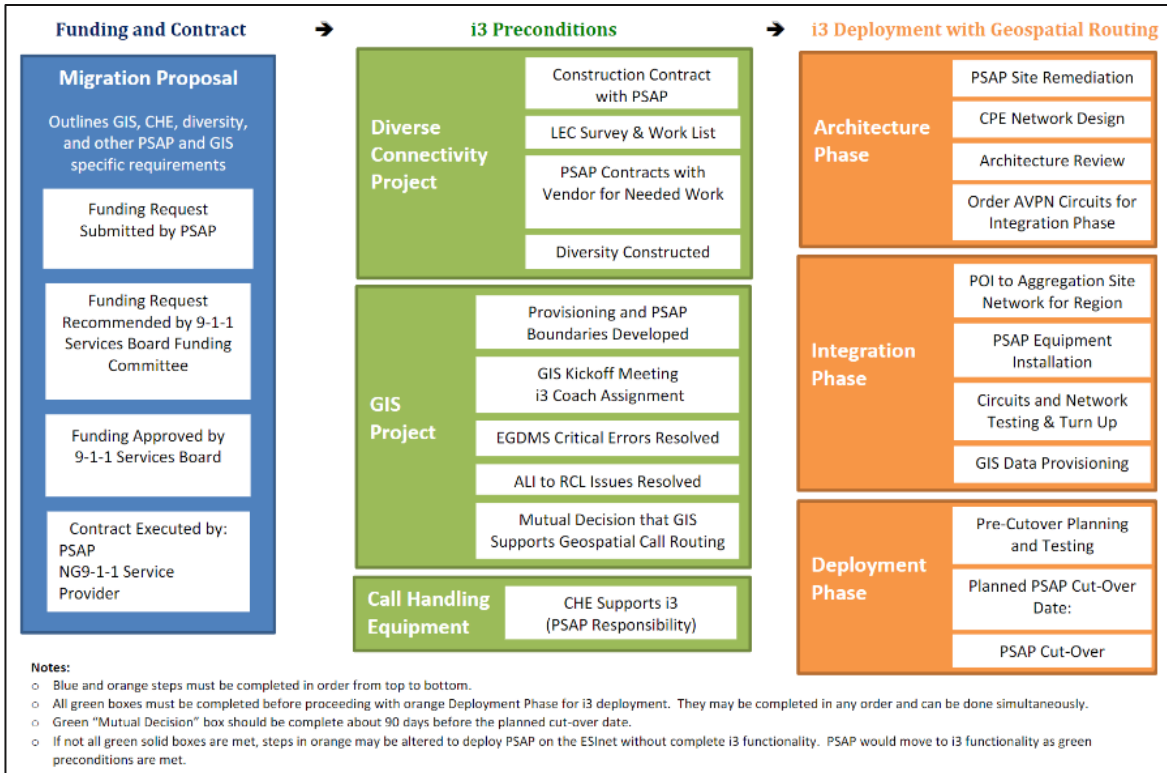 Funding and Contract
➔
i3 Preconditions
➔
i3 Deployment with Geospatial Routing
Migration Proposal
Outlines GIS, CHE, diversity,
and other PSAP and GIS
specific requirements
Funding Request
Submitted by PSAP
Funding Request
Recommended by 9-1-1
Services Board Funding
Committee
Funding Approved by
9-1-1 Services Board
Contract Executed by:
PSAP
NG9-1-1 Service
Provider
Diverse
Connectivity
Project
Construction Contract
with PSAP
LEC Survey & Work List
PSAP Contracts with
Vendor for Needed Work
Diversity Constructed
GIS
Project
Provisioning and PSAP
Boundaries Developed
GIS Kickoff Meeting
i3 Coach Assignment
EGDMS Critical Errors Resolved
ALI to RCL Issues Resolved
Mutual Decision that GIS
Supports Geospatial Call Routing
Call Handling
Equipment
CHE Supports i3
(PSAP Responsibility)
Architecture
Phase
PSAP Site Remediation
CPE Network Design
Architecture Review
Order AVPN Circuits for
Integration Phase
Integration
Phase
POI to Aggregation Site
Network for Region
PSAP Equipment
Installation
Circuits and Network
Testing & Turn Up
GIS Data Provisioning
Deployment
Phase
Pre-Cutover Planning
and Testing
Planned PSAP Cut-Over
Date:
PSAP Cut-Over
Notes:
o Blue and orange steps must be completed in order from top to bottom.
o All green boxes must be completed before proceeding with orange Deployment Phase for i3 deployment. They may be completed in any order and can be done simultaneously.
o Green “Mutual Decision” box should be complete about 90 days before the planned cut-over date.
o If not all green solid boxes are met, steps in orange may be altered to deploy PSAP on the ESInet without complete i3 functionality. PSAP would move to i3 functionality as green
preconditions are met.